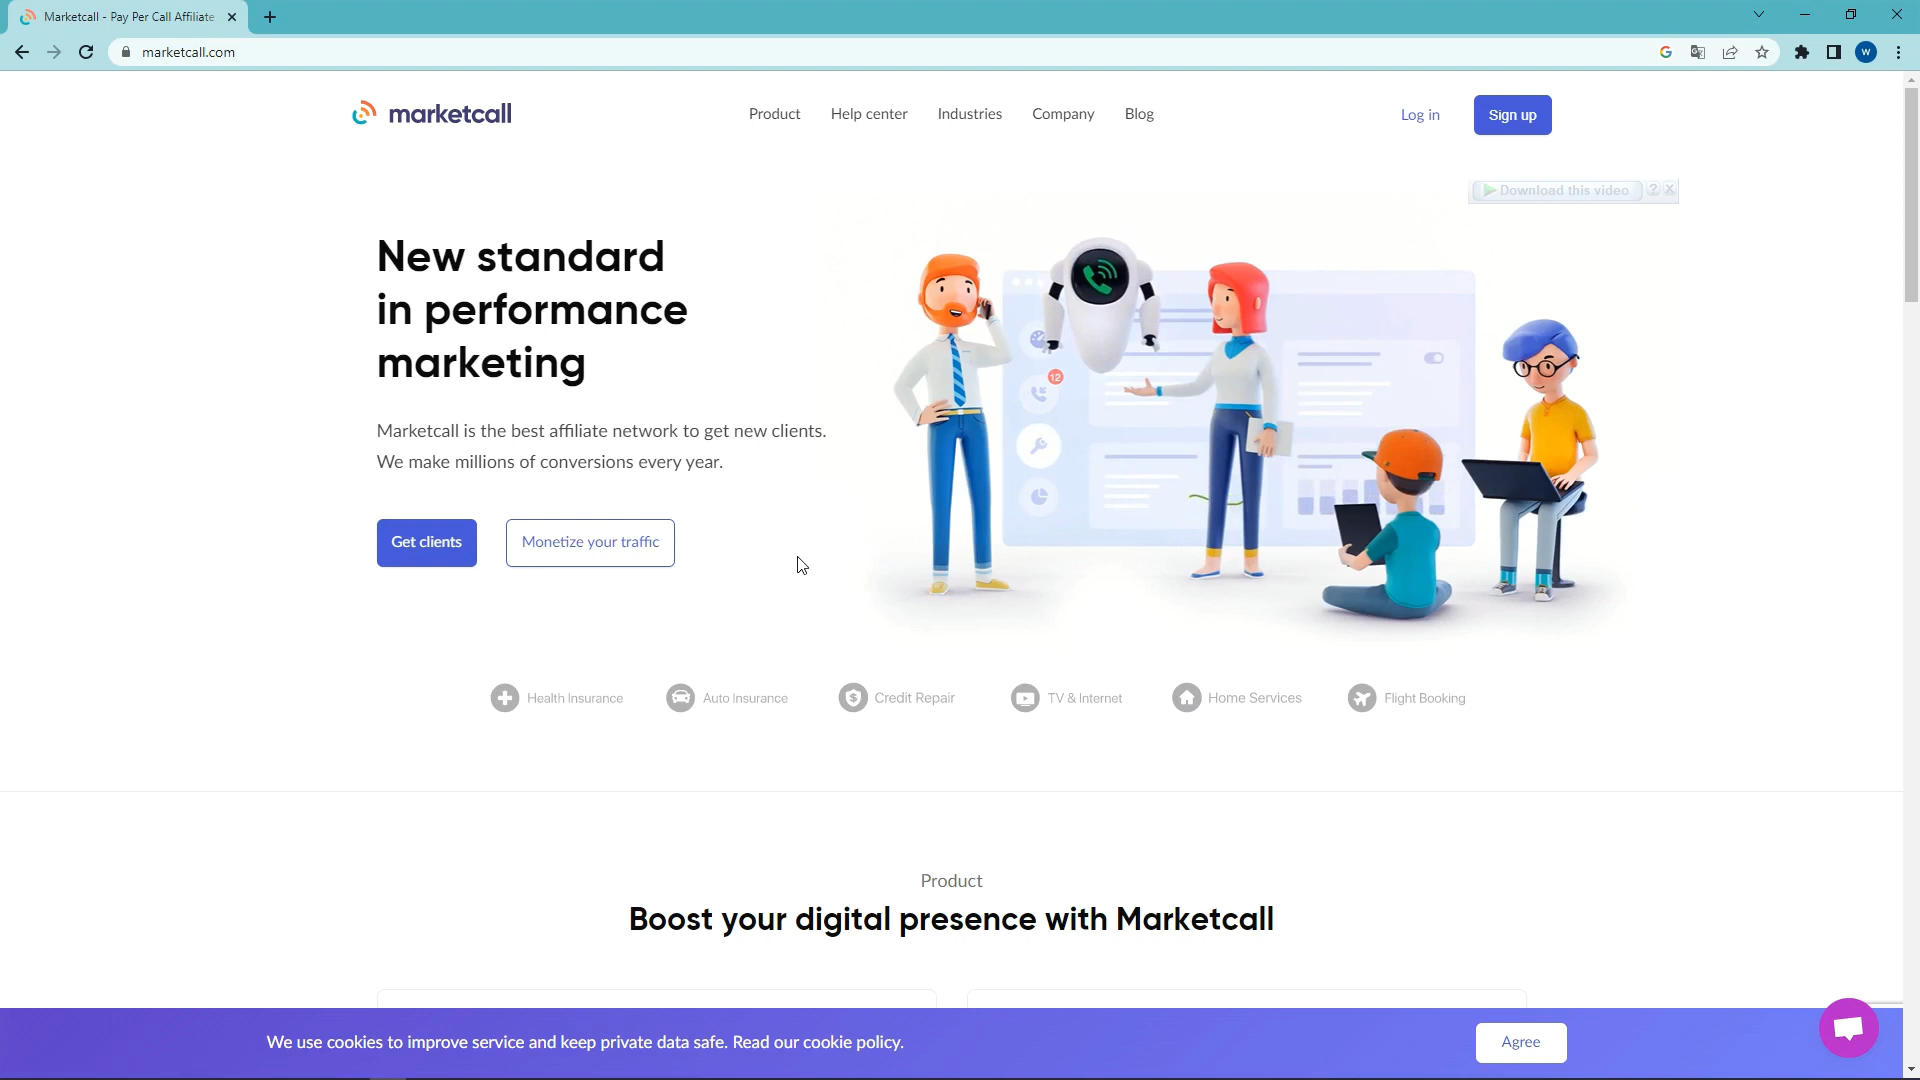 Marketcall - Pay Per Call Affiliate
marketcall.com
W
marketcall
Product
Help center
Industries
Company
Blog
Log in
Sign up
Download this video
?
New standard
in performance
marketing
12
Marketcall is the best affiliate network to get new clients.
We make millions of conversions every year.
Get clients
Monetize your traffic
Health Insurance
Auto Insurance
Credit Repair
TV & Internet
Home Services
Flight Booking
Product
Boost your digital presence with Marketcall
We use cookies to improve service and keep private data safe. Read our cookie policy.
Agree